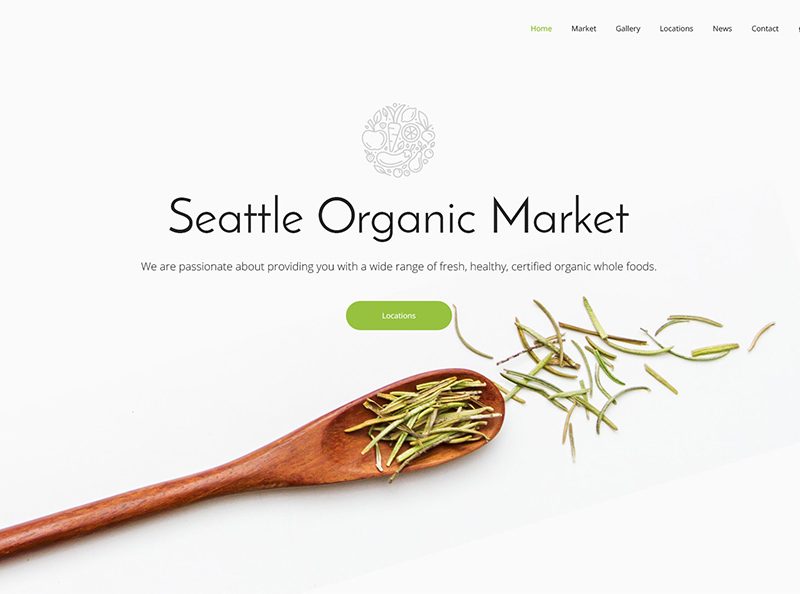 Home Market Gallery Locations News Contact
Seattle Organic Market
We are passionate about providing you with a wide range of fresh, healthy, certified organic whole foods.
Locations